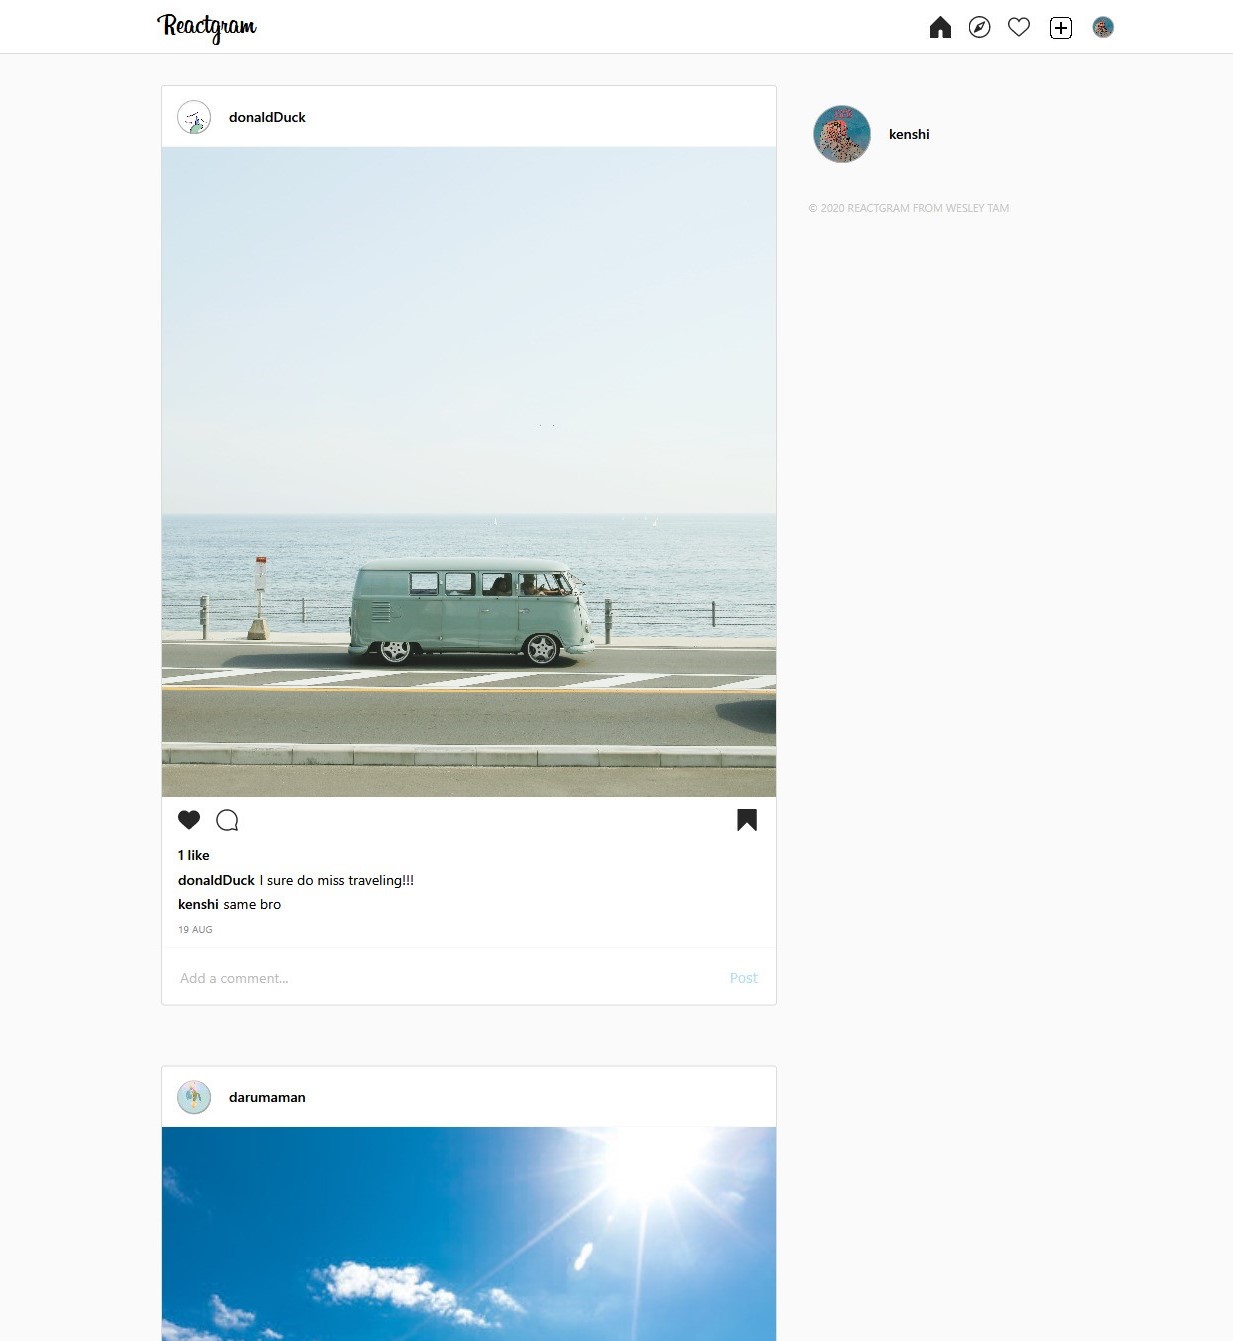 Reactgram
donaldDuck
kenshi
© 2020 REACTGRAM FROM WESLEY TAM
1 like
donaldDuck I sure do miss traveling!!!
kenshi same bro
19 AUG
Add a comment... Post
darumaman